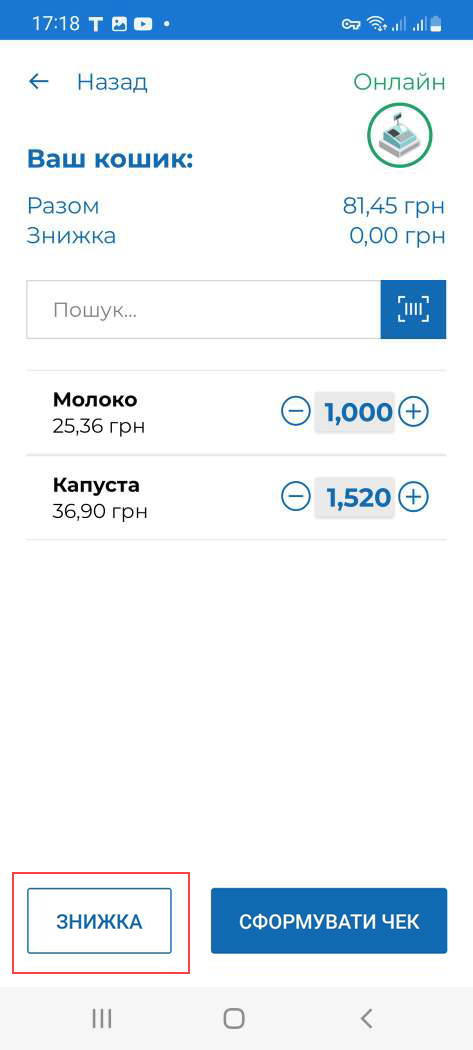 17:18
Назад
Онлайн
Ваш кошик:
Разом 81,45 грн
Знижка 0,00 грн
Пошук...
Молоко
25,36 грн
1,000
Капуста
36,90 грн
1,520
ЗНИЖКА
СФОРМУВАТИ ЧЕК